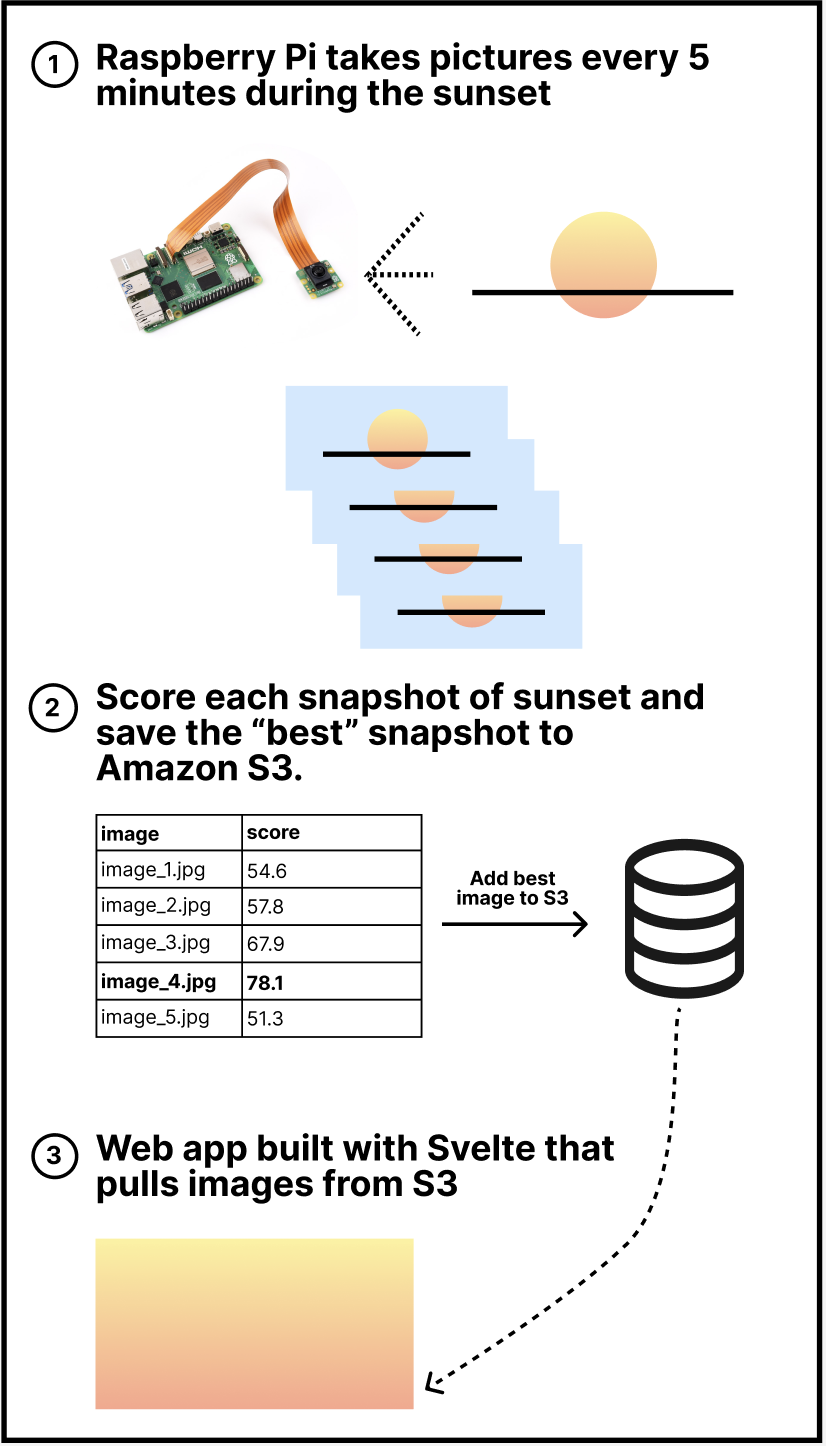 1
Raspberry Pi takes pictures every 5
minutes during the sunset
HDMI
2
Score each snapshot of sunset and
save the “best” snapshot to
Amazon S3.
image score
image_1.jpg 54.6
image_2.jpg 57.8
image_3.jpg 67.9
image_4.jpg 78.1
image_5.jpg 51.3
Add best
image to S3
3
Web app built with Svelte that
pulls images from S3